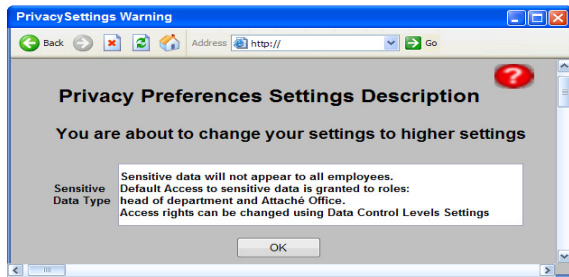 PrivacySettings Warning
Back Address http:// Go
?
Privacy Preferences Settings Description
You are about to change your settings to higher settings
Sensitive data will not appear to all employees.
Sensitive Default Access to sensitive data is granted to roles:
Data Type head of department and Attaché Office.
Access rights can be changed using Data Control Levels Settings
OK